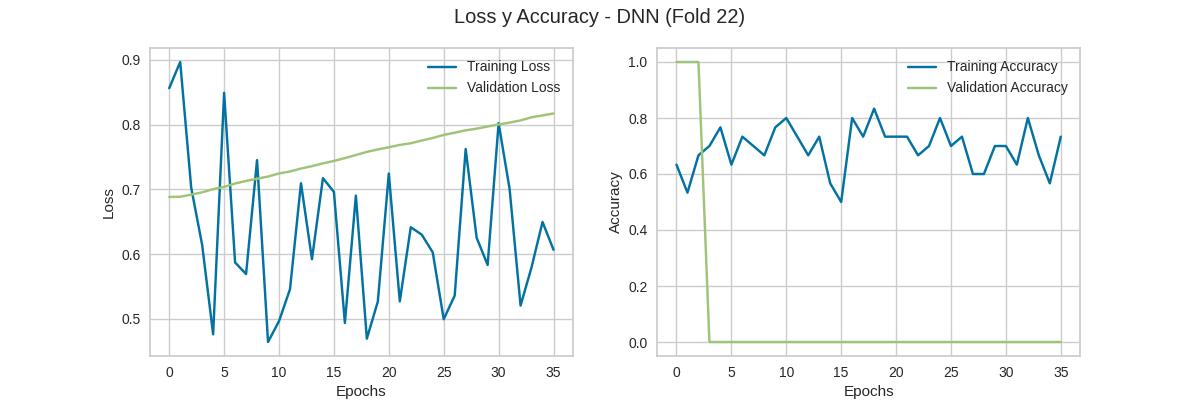 Loss y Accuracy - DNN (Fold 22)
Training Loss
Validation Loss
0.9
0.8
0.7
0.6
0.5
Loss
0 5 10 15 20 25 30 35
Epochs
Training Accuracy
Validation Accuracy
1.0
0.8
0.6
0.4
0.2
0.0
Accuracy
0 5 10 15 20 25 30 35
Epochs